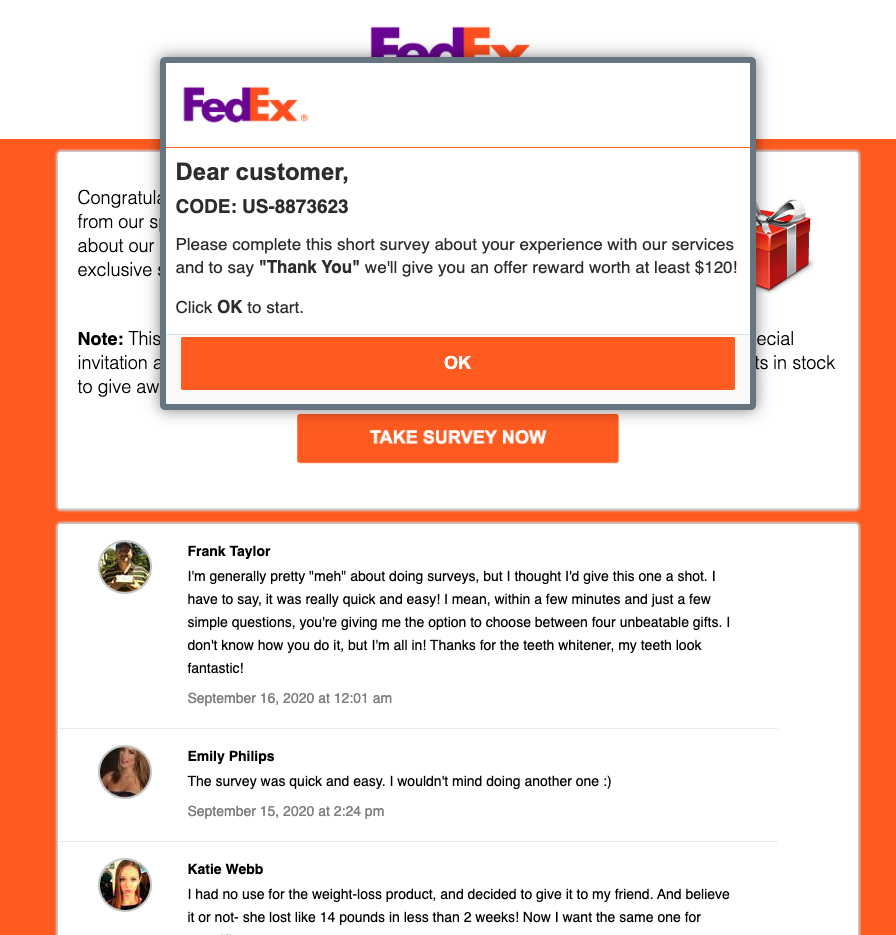 FedEx
FedEx®
Dear customer,
CODE: US-8873623
Please complete this short survey about your experience with our services
and to say "Thank You" we'll give you an offer reward worth at least $120!
Click OK to start.
OK
from our
about our
exclusive
Note: This ecial
invitation ts in stock
to give aw
TAKE SURVEY NOW
Frank Taylor
I'm generally pretty "meh" about doing surveys, but I thought I'd give this one a shot. I
have to say, it was really quick and easy! I mean, within a few minutes and just a few
simple questions, you're giving me the option to choose between four unbeatable gifts. I
don't know how you do it, but I'm all in! Thanks for the teeth whitener, my teeth look
fantastic!
September 16, 2020 at 12:01 am
Emily Philips
The survey was quick and easy. I wouldn't mind doing another one :)
September 15, 2020 at 2:24 pm
Katie Webb
I had no use for the weight-loss product, and decided to give it to my friend. And believe
it or not- she lost like 14 pounds in less than 2 weeks! Now I want the same one for